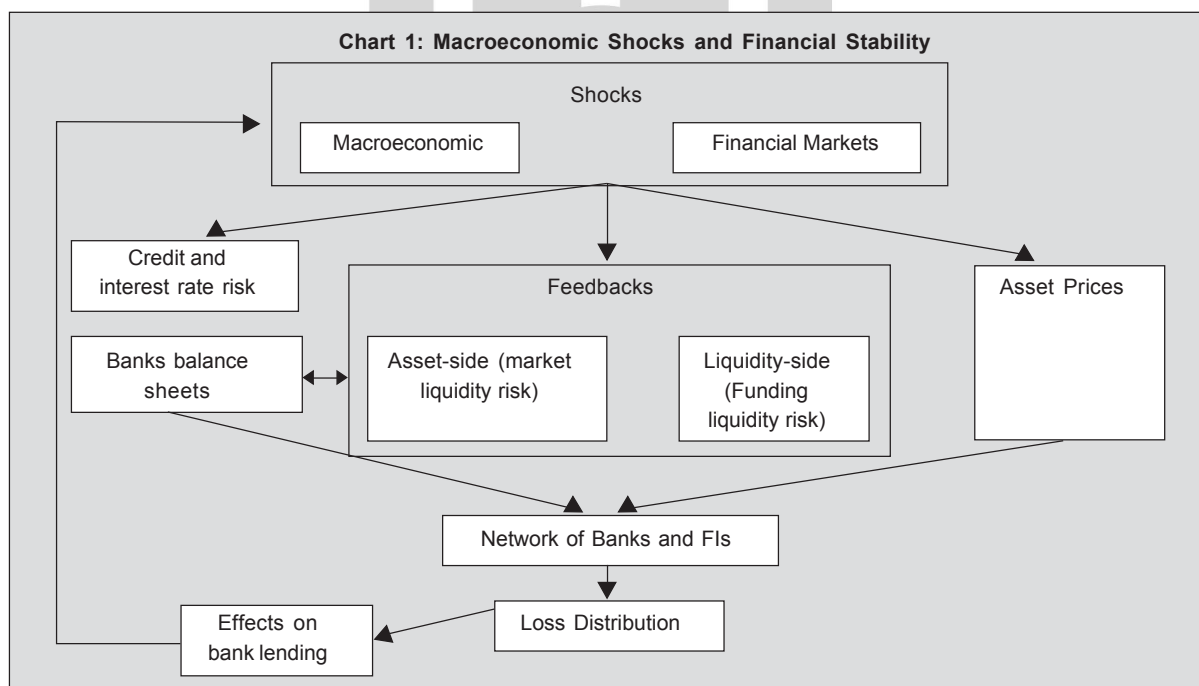 Chart 1: Macroeconomic Shocks and Financial Stability
Shocks
Macroeconomic
Financial Markets
Credit and
interest rate risk
Feedbacks
Asset Prices
Banks balance
sheets
Asset-side (market
liquidity risk)
Liquidity-side
(Funding
liquidity risk)
Network of Banks and FIs
Effects on
bank lending
Loss Distribution